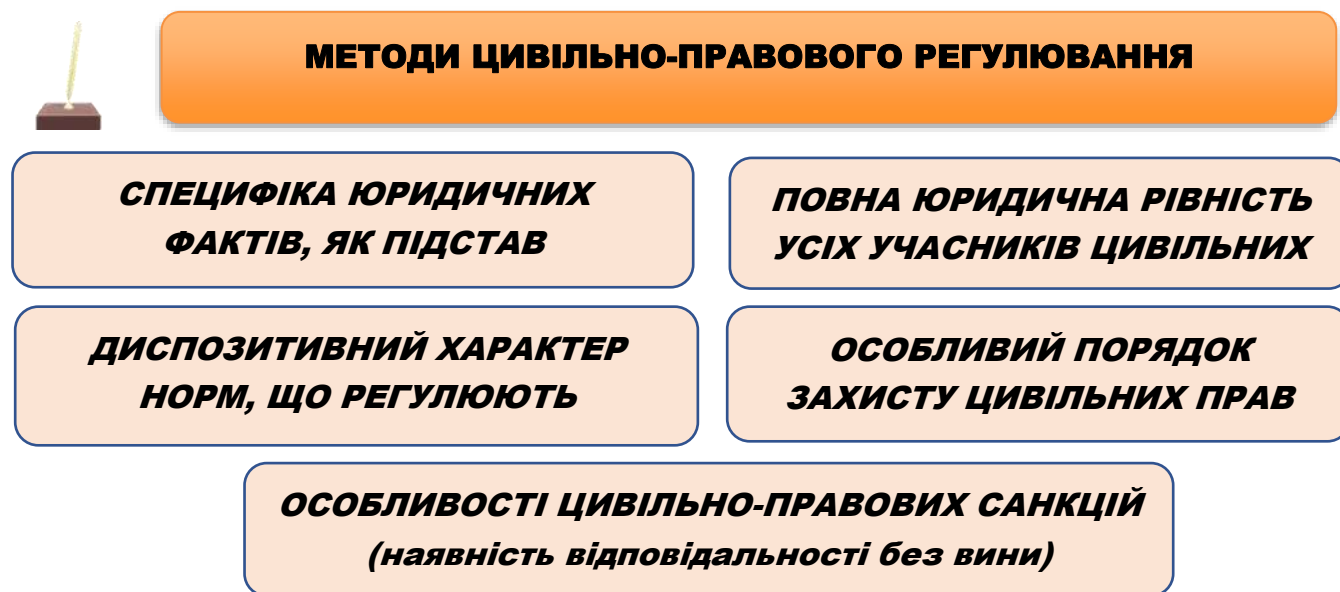 МЕТОДИ ЦИВІЛЬНО-ПРАВОВОГО РЕГУЛЮВАННЯ
СПЕЦИФІКА ЮРИДИЧНИХ
ФАКТІВ, ЯК ПІДСТАВ
ПОВНА ЮРИДИЧНА РІВНІСТЬ
УСІХ УЧАСНИКІВ ЦИВІЛЬНИХ
ДИСПОЗИТИВНИЙ ХАРАКТЕР
НОРМ, ЩО РЕГУЛЮЮТЬ
ОСОБЛИВИЙ ПОРЯДОК
ЗАХИСТУ ЦИВІЛЬНИХ ПРАВ
ОСОБЛИВОСТІ ЦИВІЛЬНО-ПРАВОВИХ САНКЦІЙ
(наявність відповідальності без вини)